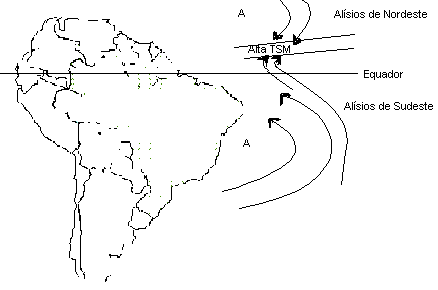 A
Alísios de Nordeste
Alta TSM
Equador
Alísios de Sudeste
A